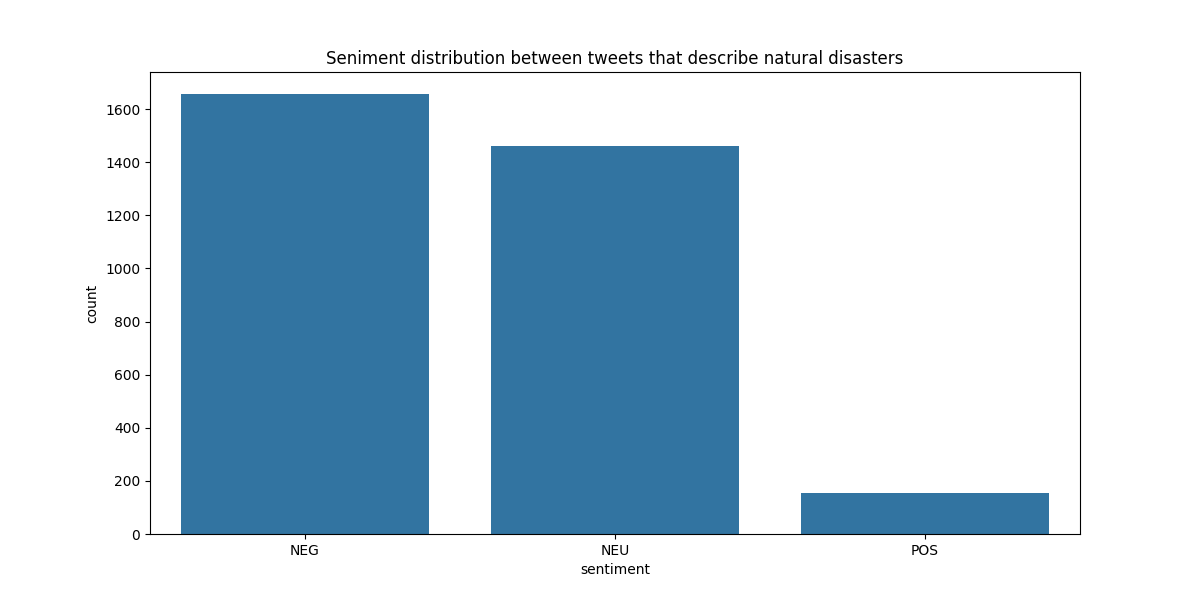 Seniment distribution between tweets that describe natural disasters
1600
1400
1200
1000
800
600
400
200
0
count
NEG NEU POS
sentiment